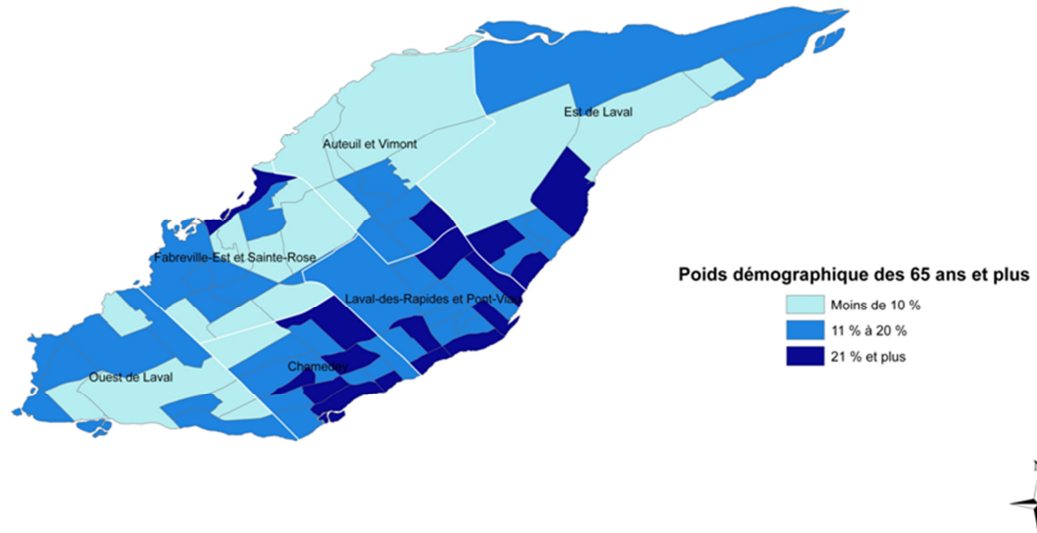 Est de Laval
Auteuil et Vimont
Fabreville-Est et Sainte-Rose
Poids démographique des 65 ans et plus
Moins de 10 %
11 % à 20 %
21 % et plus
Laval-des-Rapides et Pont-Viau
Chomedey
Ouest de Laval
N